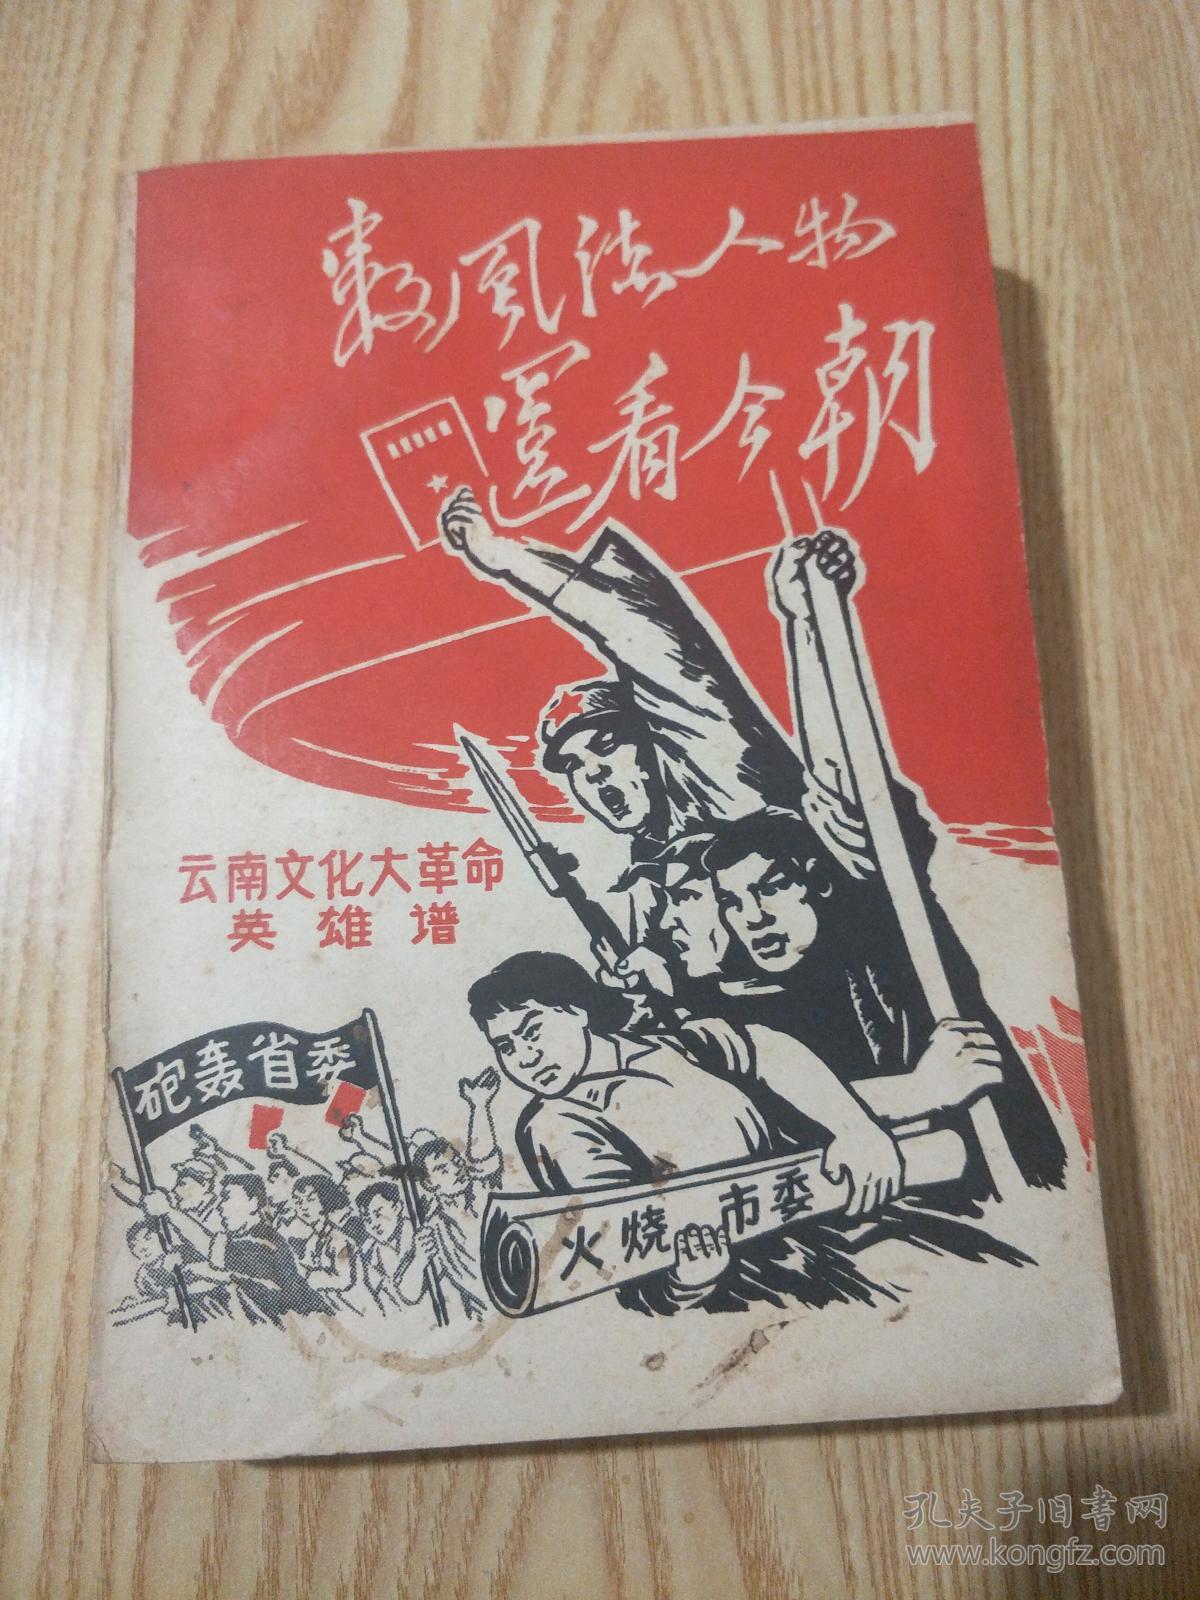 数风流人物
还看今朝
云南文化大革命
英雄谱
砲轰省委
火烧市委
孔夫子旧书网
www.kongfz.com